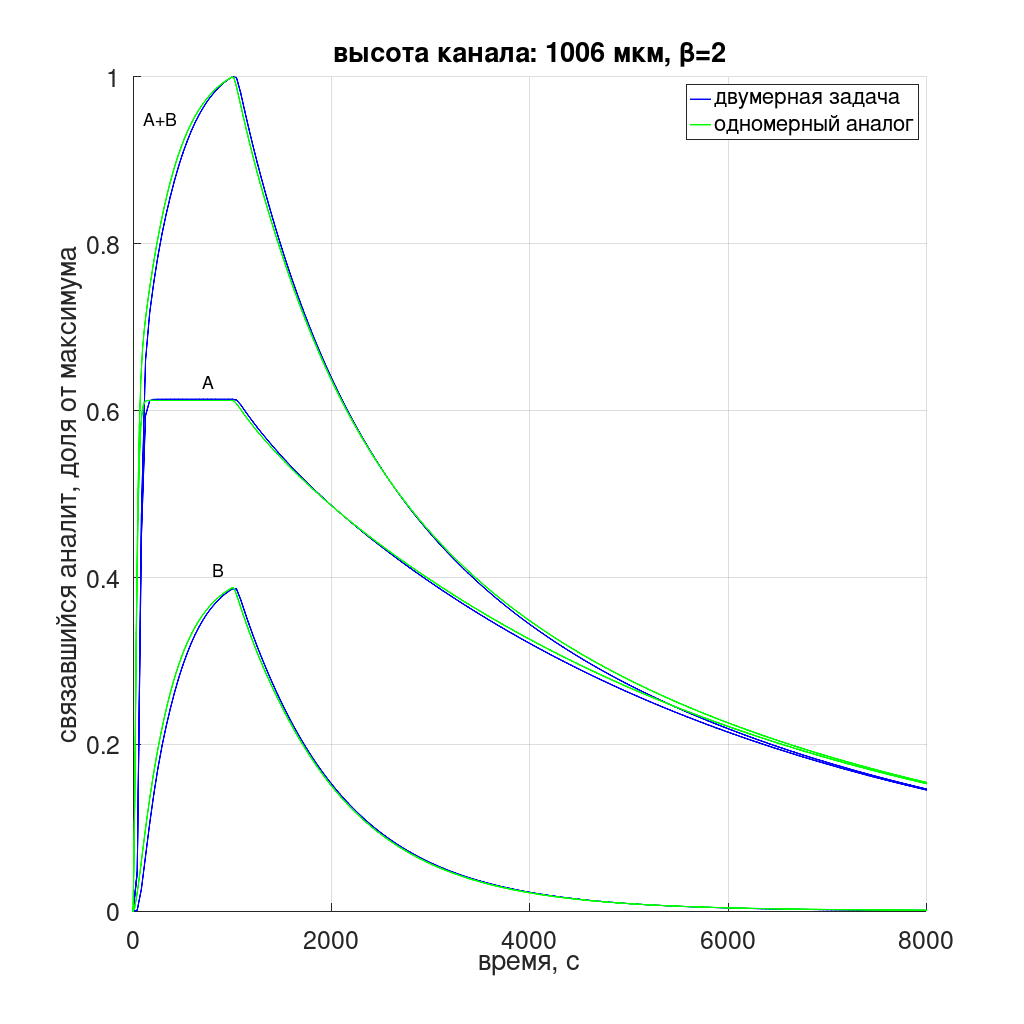 высота канала: 1006 мкм, β=2
двумерная задача
одномерный аналог
A+B
A
B
связавшийся аналит, доля от максимума
1
0.8
0.6
0.4
0.2
0
0 2000 4000 6000 8000
время, с